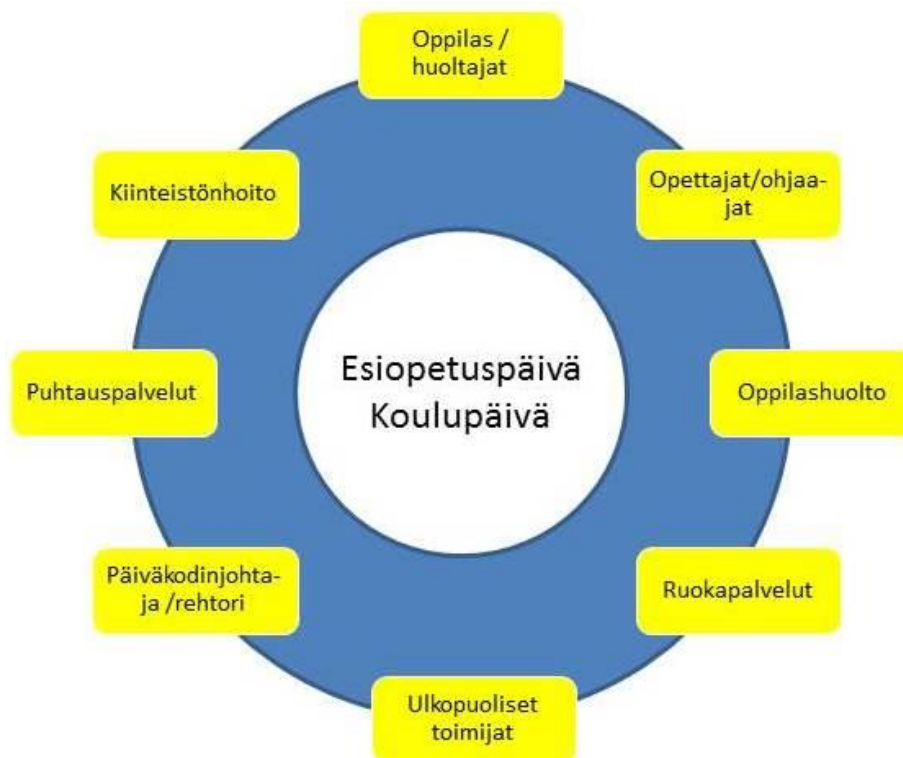 Oppilas /
huoltajat
Kiinteistönhoito
Opettajat/ohjaa-
jat
Esiopetuspäivä
Koulupäivä
Puhtauspalvelut
Oppilashuolto
Päiväkodinjohta-
ja /rehtori
Ruokapalvelut
Ulkopuoliset
toimijat